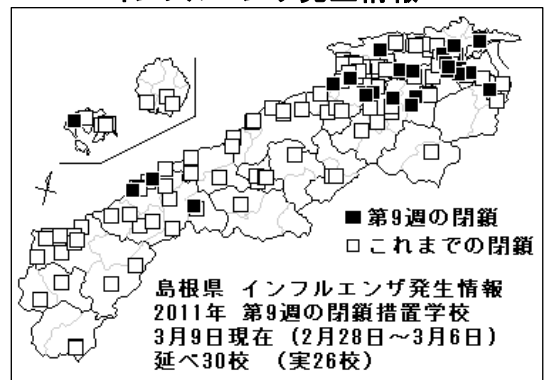 ■ 第9週の閉鎖
□ これまでの閉鎖
島根県 インフルエンザ発生情報
2011年 第9週の閉鎖措置学校
3月9日現在 (2月28日～3月6日)
延べ30校 (実26校)